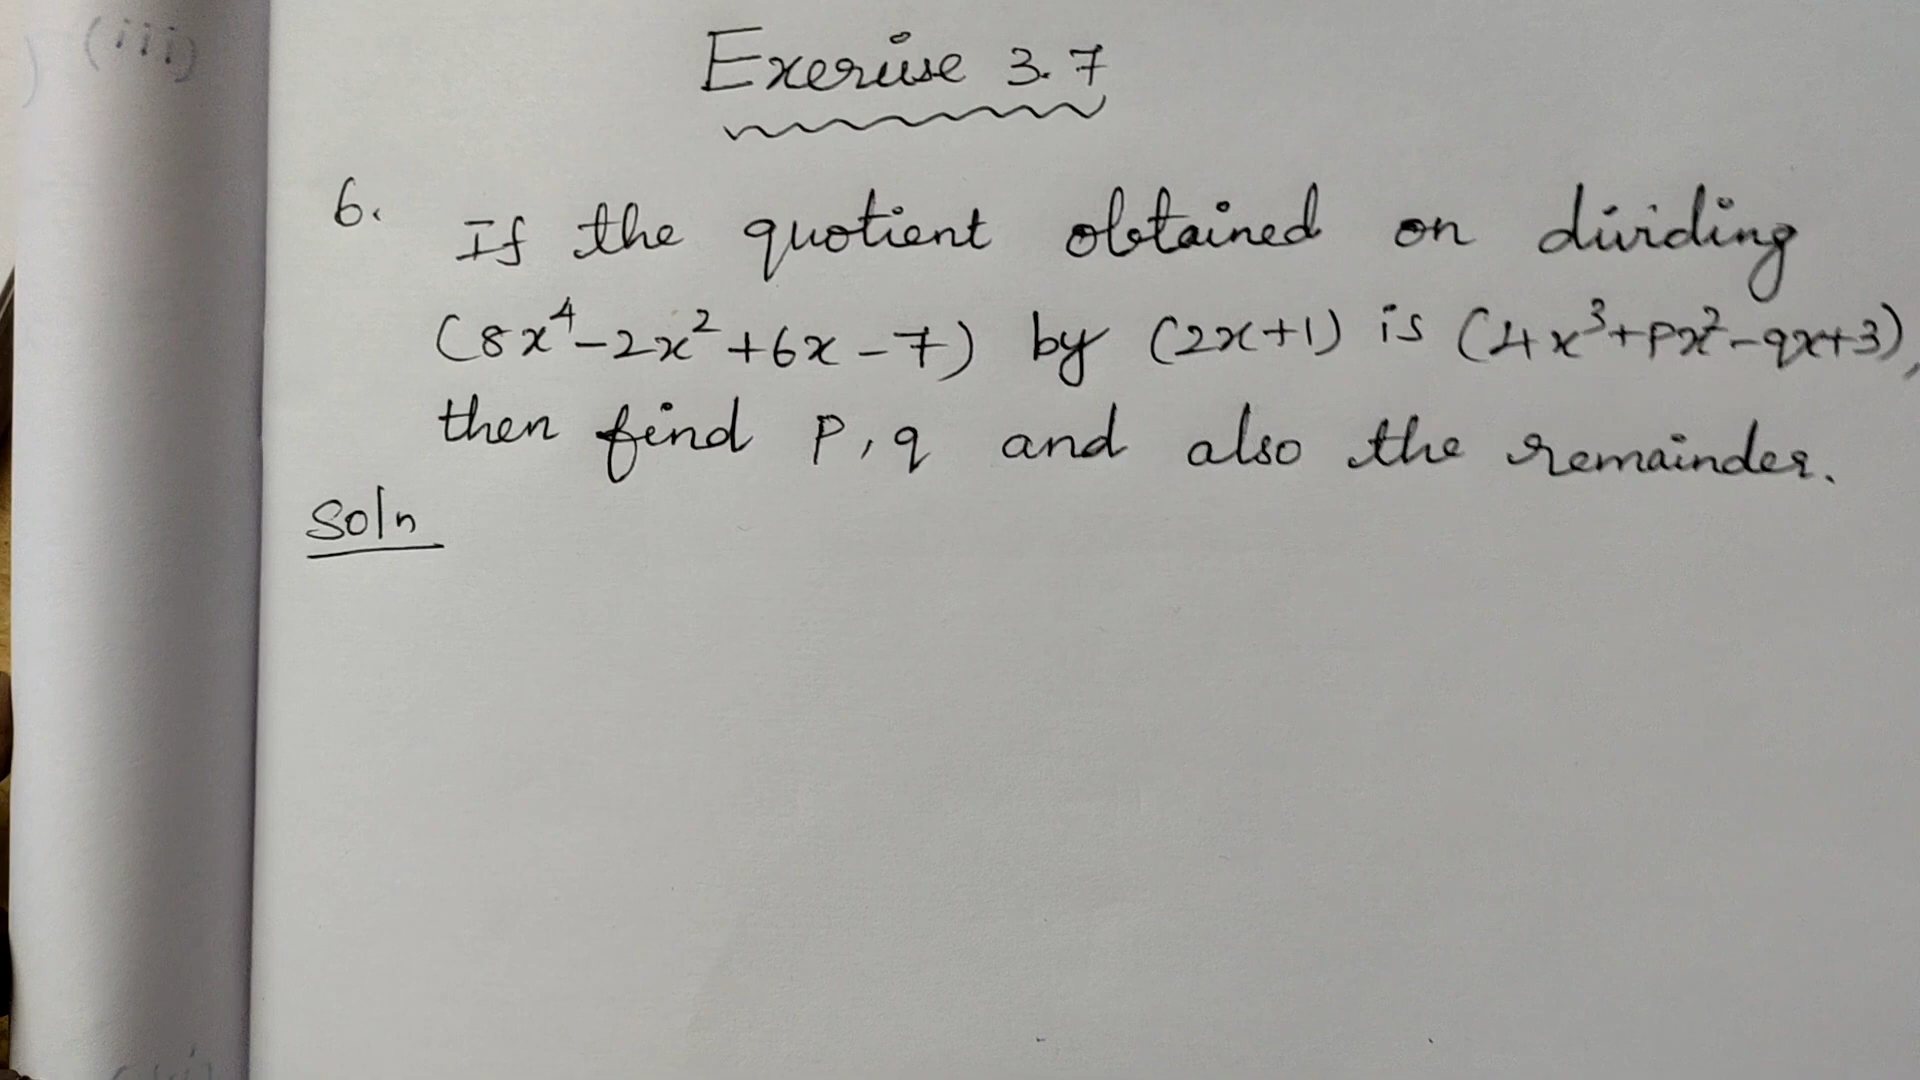 (iii)
Exercise 3.7
6. If the quotient obtained on dividing
(8x⁴-2x²+6x-7) by (2x+1) is (4x³+px²-qx+3),
then find P, q and also the remainder.
Soln